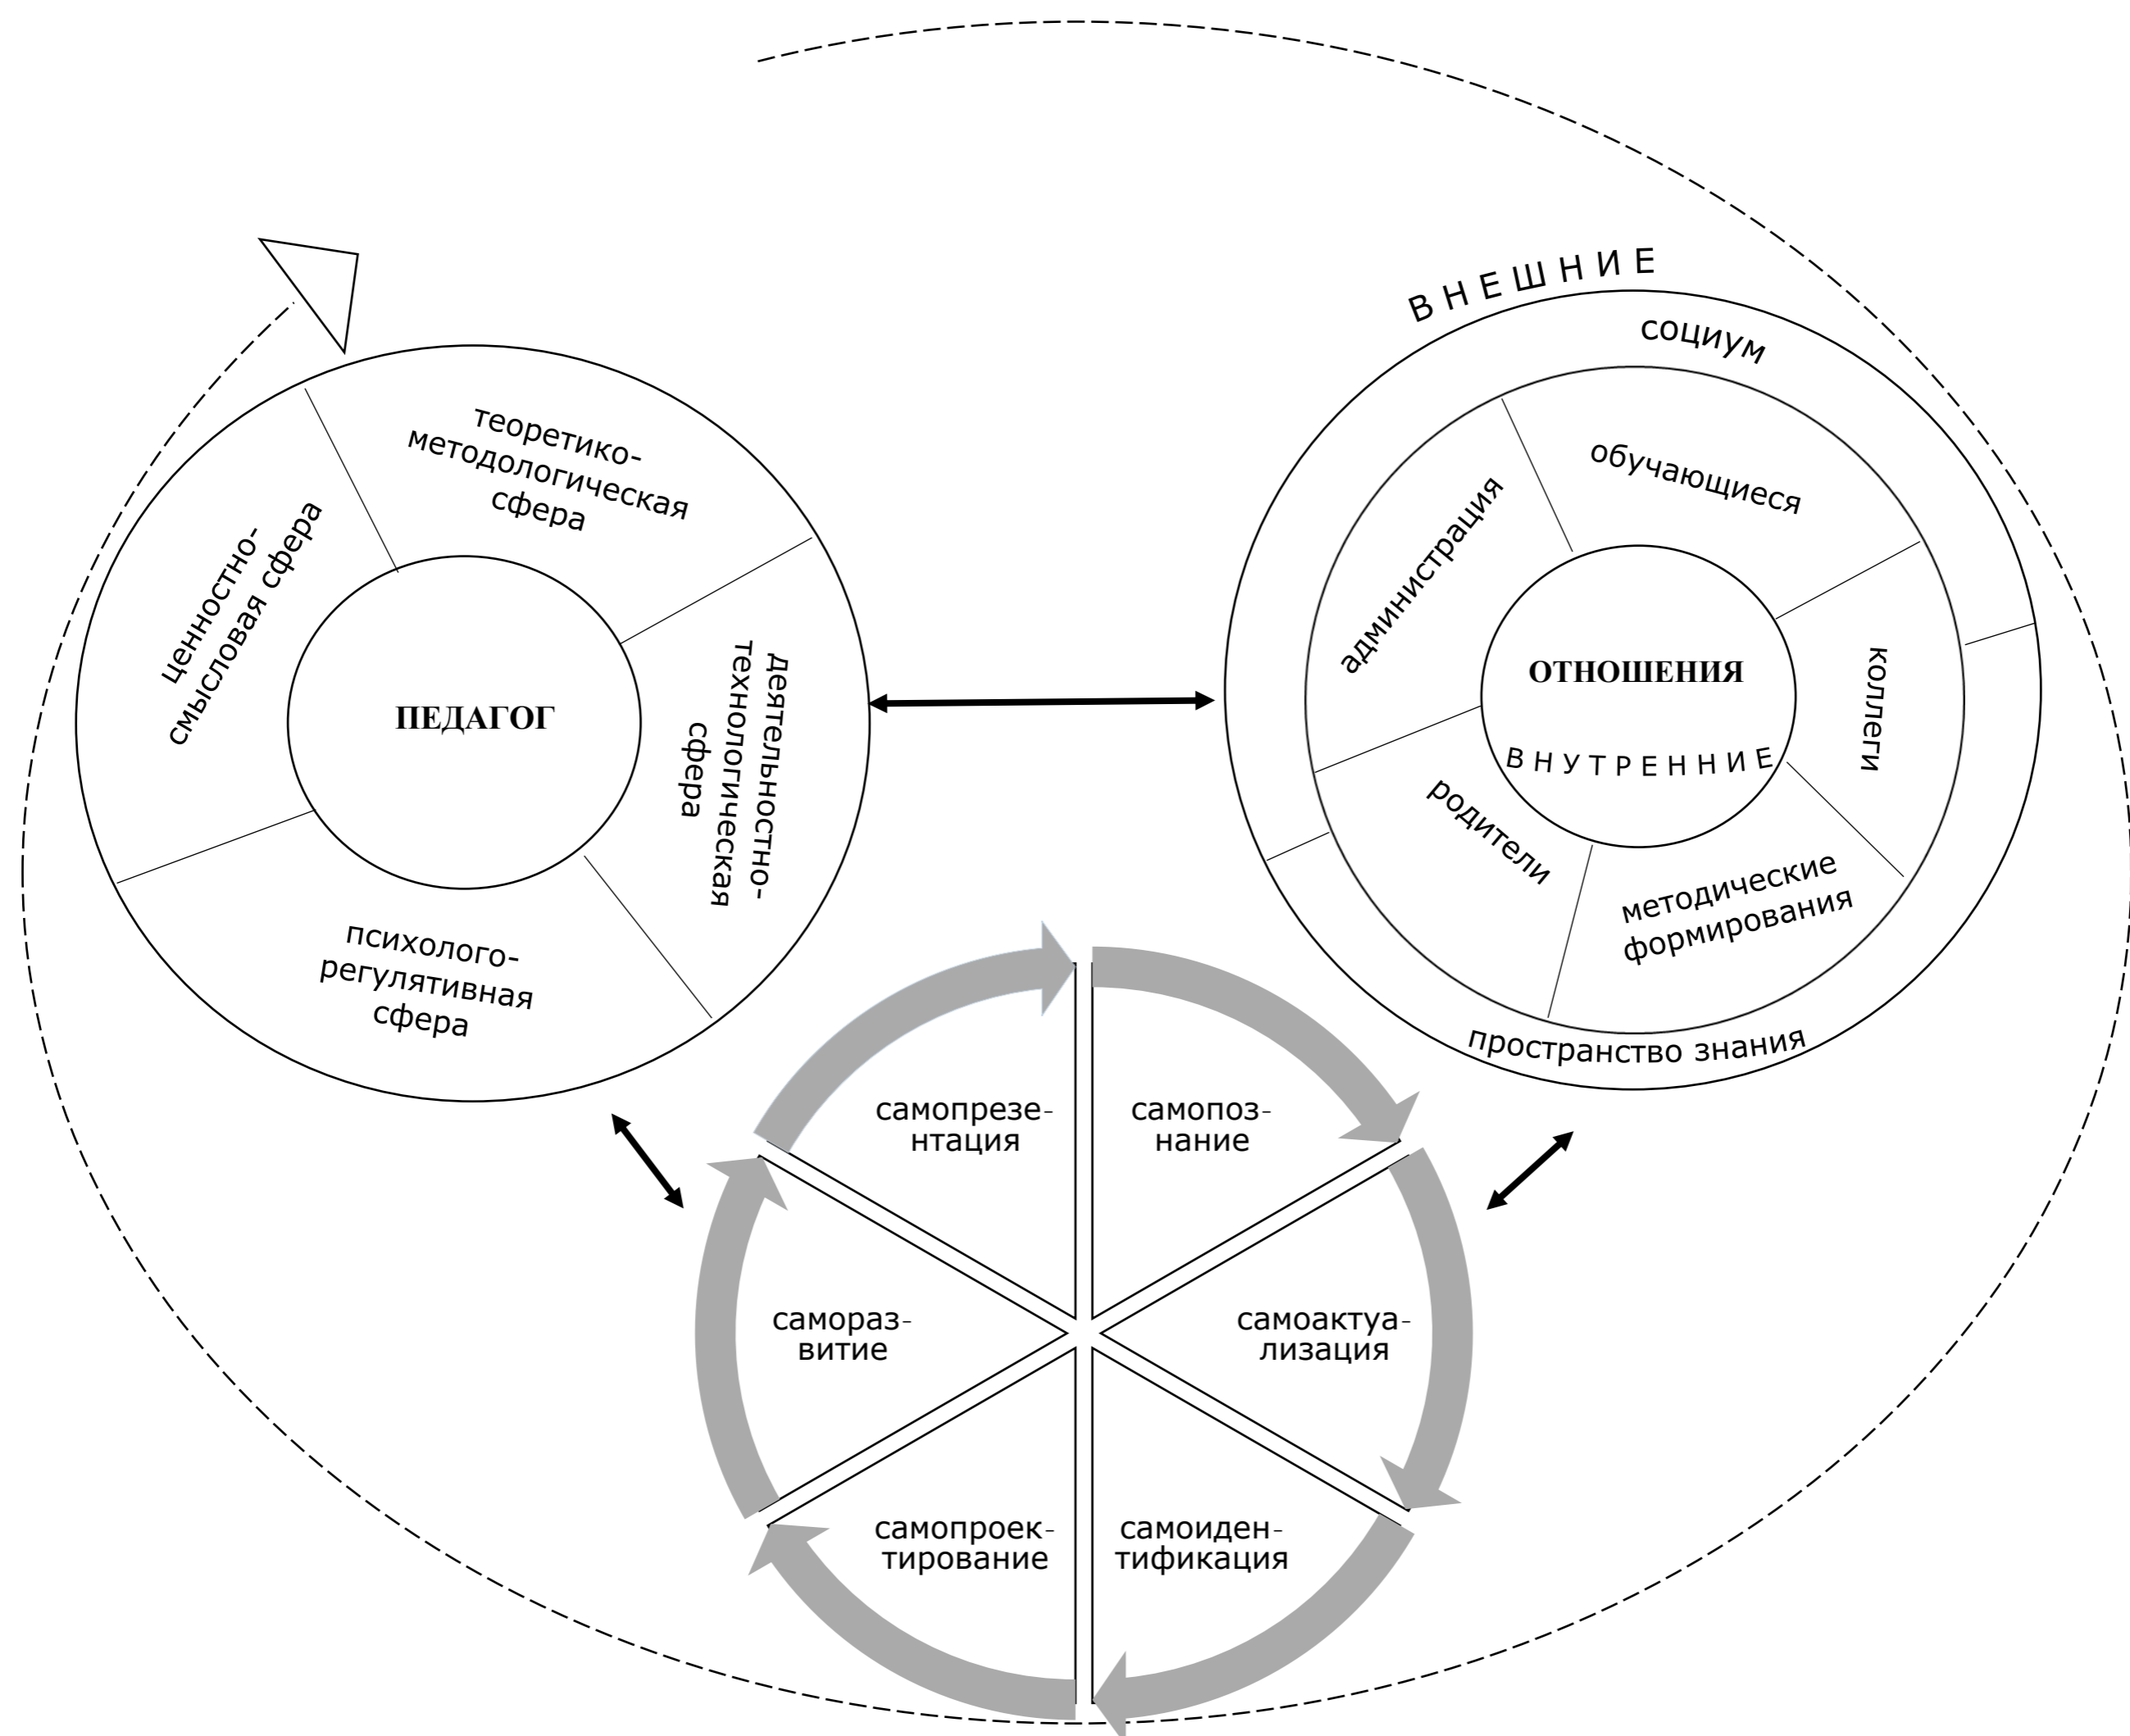 ВНЕШНИЕ
социум
теоретико-
методологическая
сфера
ценностно-
смысловая сфера
ПЕДАГОГ
деятельностно-
технологическая
сфера
психолого-
регулятивная
сфера
обучающиеся
администрация
ОТНОШЕНИЯ
ВНУТРЕННИЕ
коллеги
родители
методические
формирования
пространство знания
самопрезе-
нтация
самопоз-
нание
самораз-
витие
самоактуа-
лизация
самопроек-
тирование
самоиден-
тификация